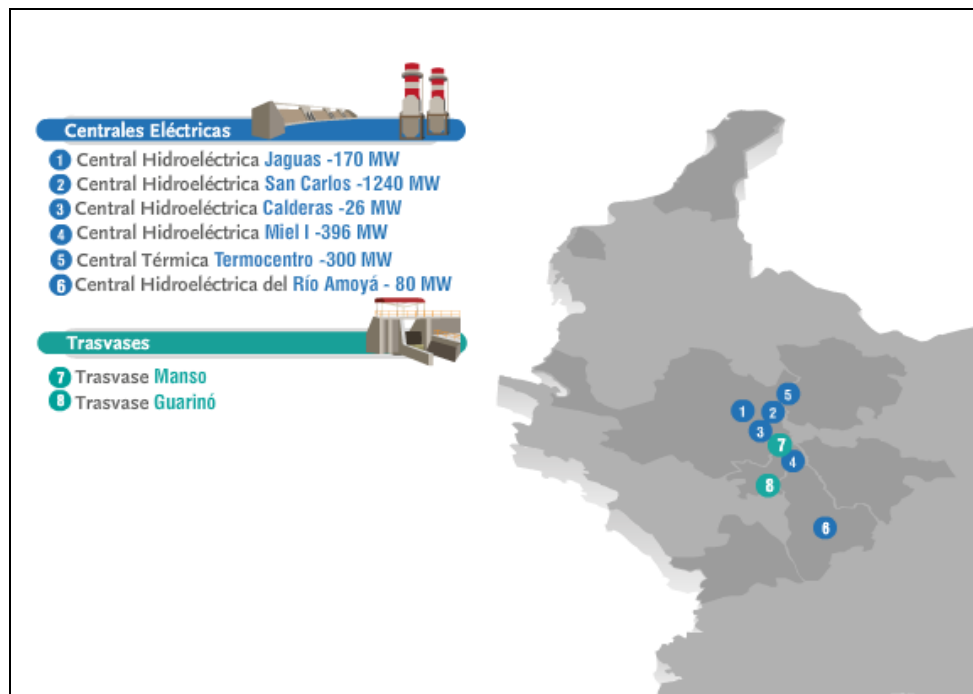 Centrales Eléctricas
1 Central Hidroeléctrica Jaguas -170 MW
2 Central Hidroeléctrica San Carlos -1240 MW
3 Central Hidroeléctrica Calderas -26 MW
4 Central Hidroeléctrica Miel I -396 MW
5 Central Térmica Termocentro -300 MW
6 Central Hidroeléctrica del Río Amoyá - 80 MW
Trasvases
7 Trasvase Manso
8 Trasvase Guarinó
5
1
2
3
7
4
8
6